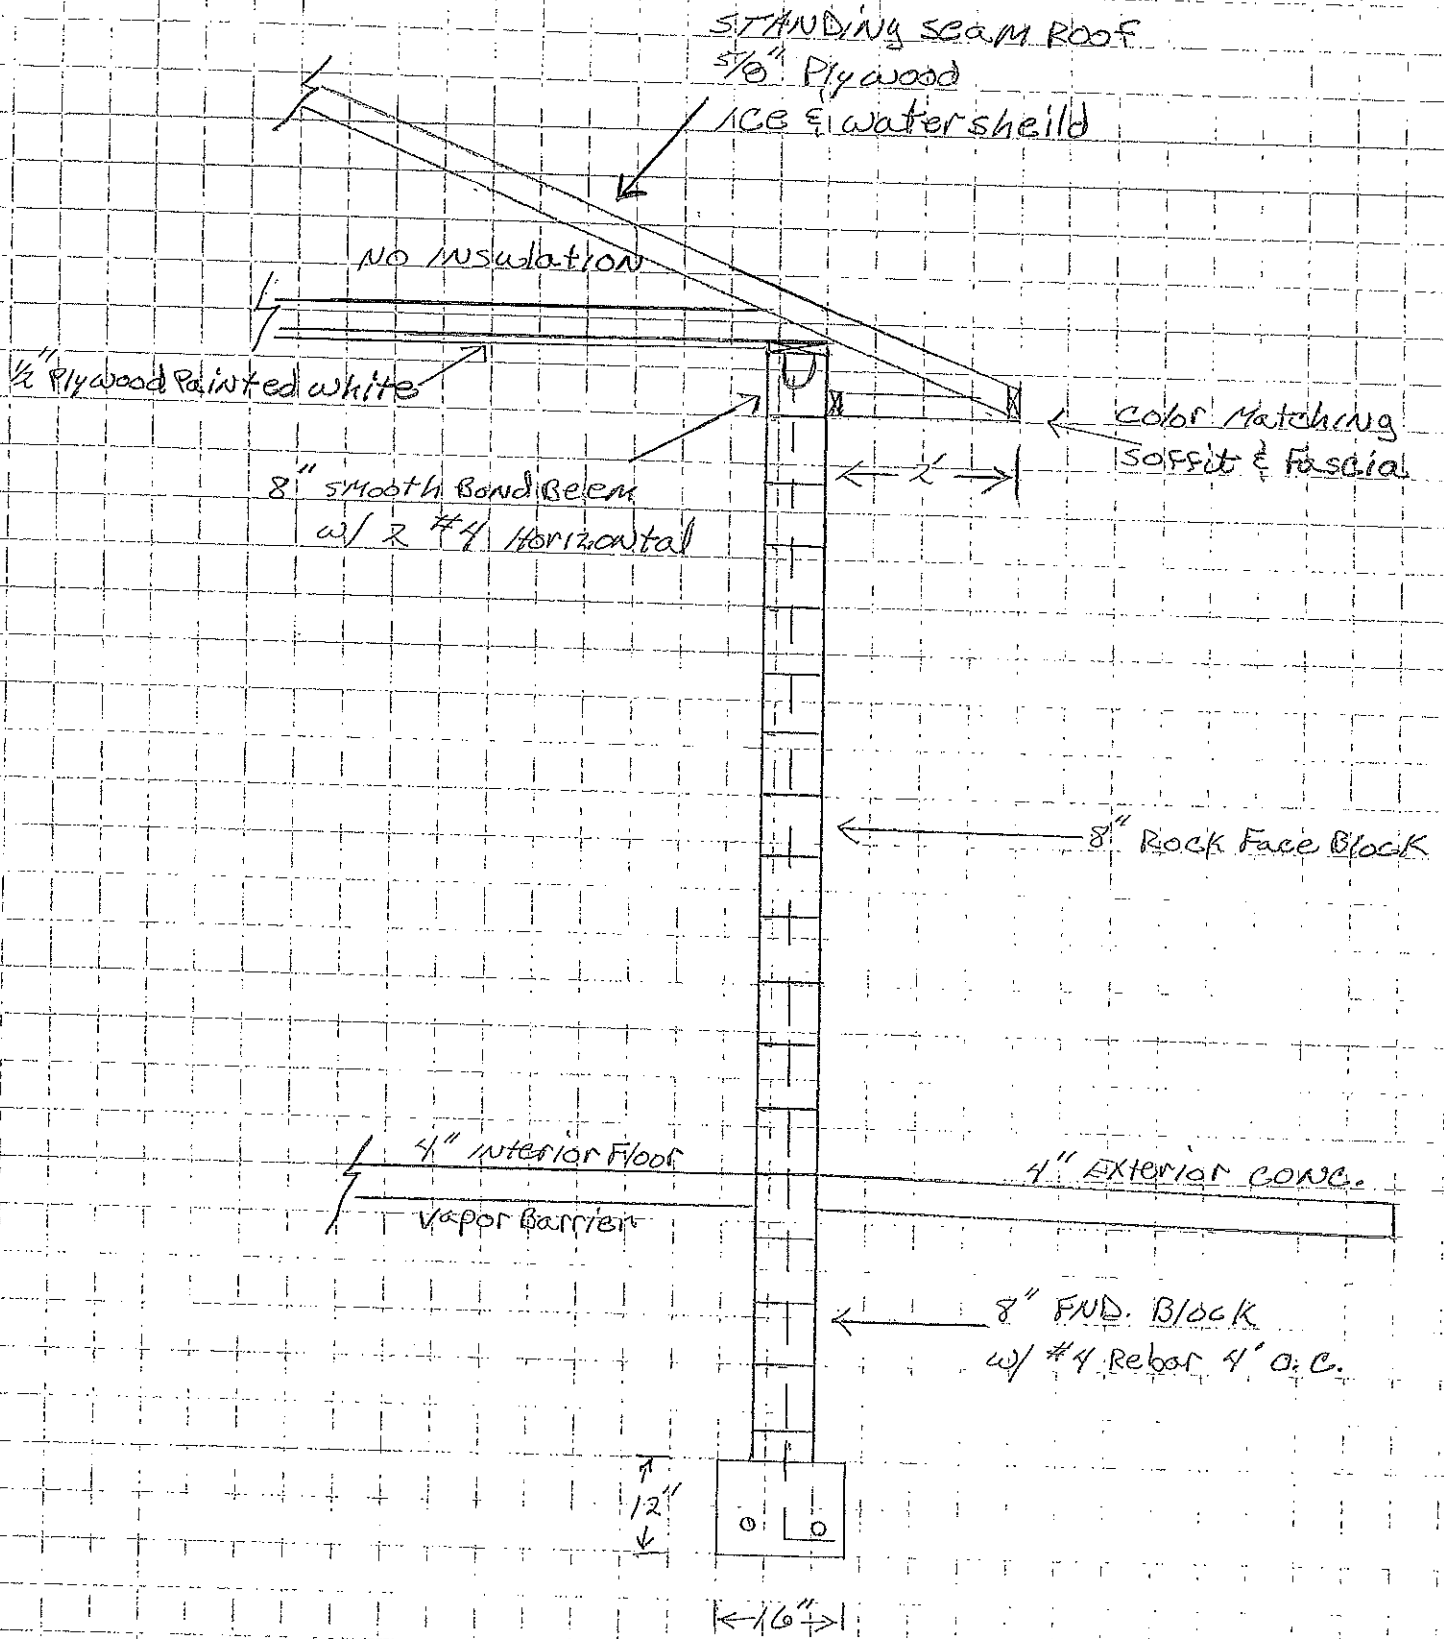 STANDING SEAM ROOF
5/8" Plywood
ICE & water sheild
NO INSulation
1/2" Plywood Painted white
8" smooth Bond Beem
w/ 2 #4 Horizontal
Color Matching
Soffit & Fascia
2'
8" Rock Face Block
4" Interior Floor
Vapor Barrier
4" Exterior CONC.
8" FND. Block
w/ #4 Rebar 4' O.C.
12"
16"